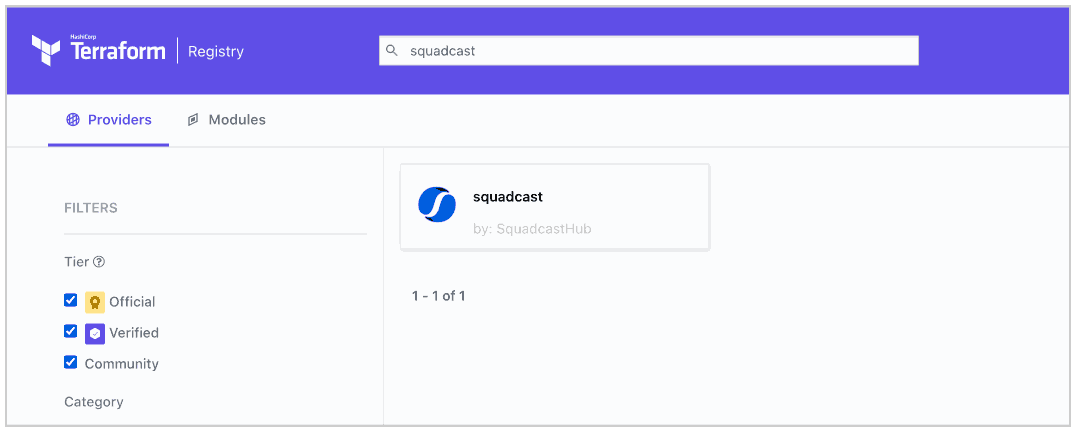 HashiCorp
Terraform
Registry
squadcast
Providers
Modules
FILTERS
Tier
Official
Verified
Community
Category
squadcast
by: SquadcastHub
1 - 1 of 1